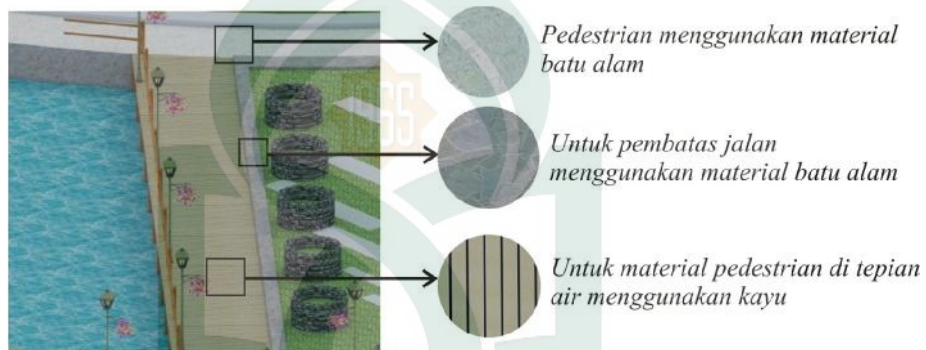 Pedestrian menggunakan material
batu alam
Untuk pembatas jalan
menggunakan material batu alam
Untuk material pedestrian di tepian
air menggunakan kayu